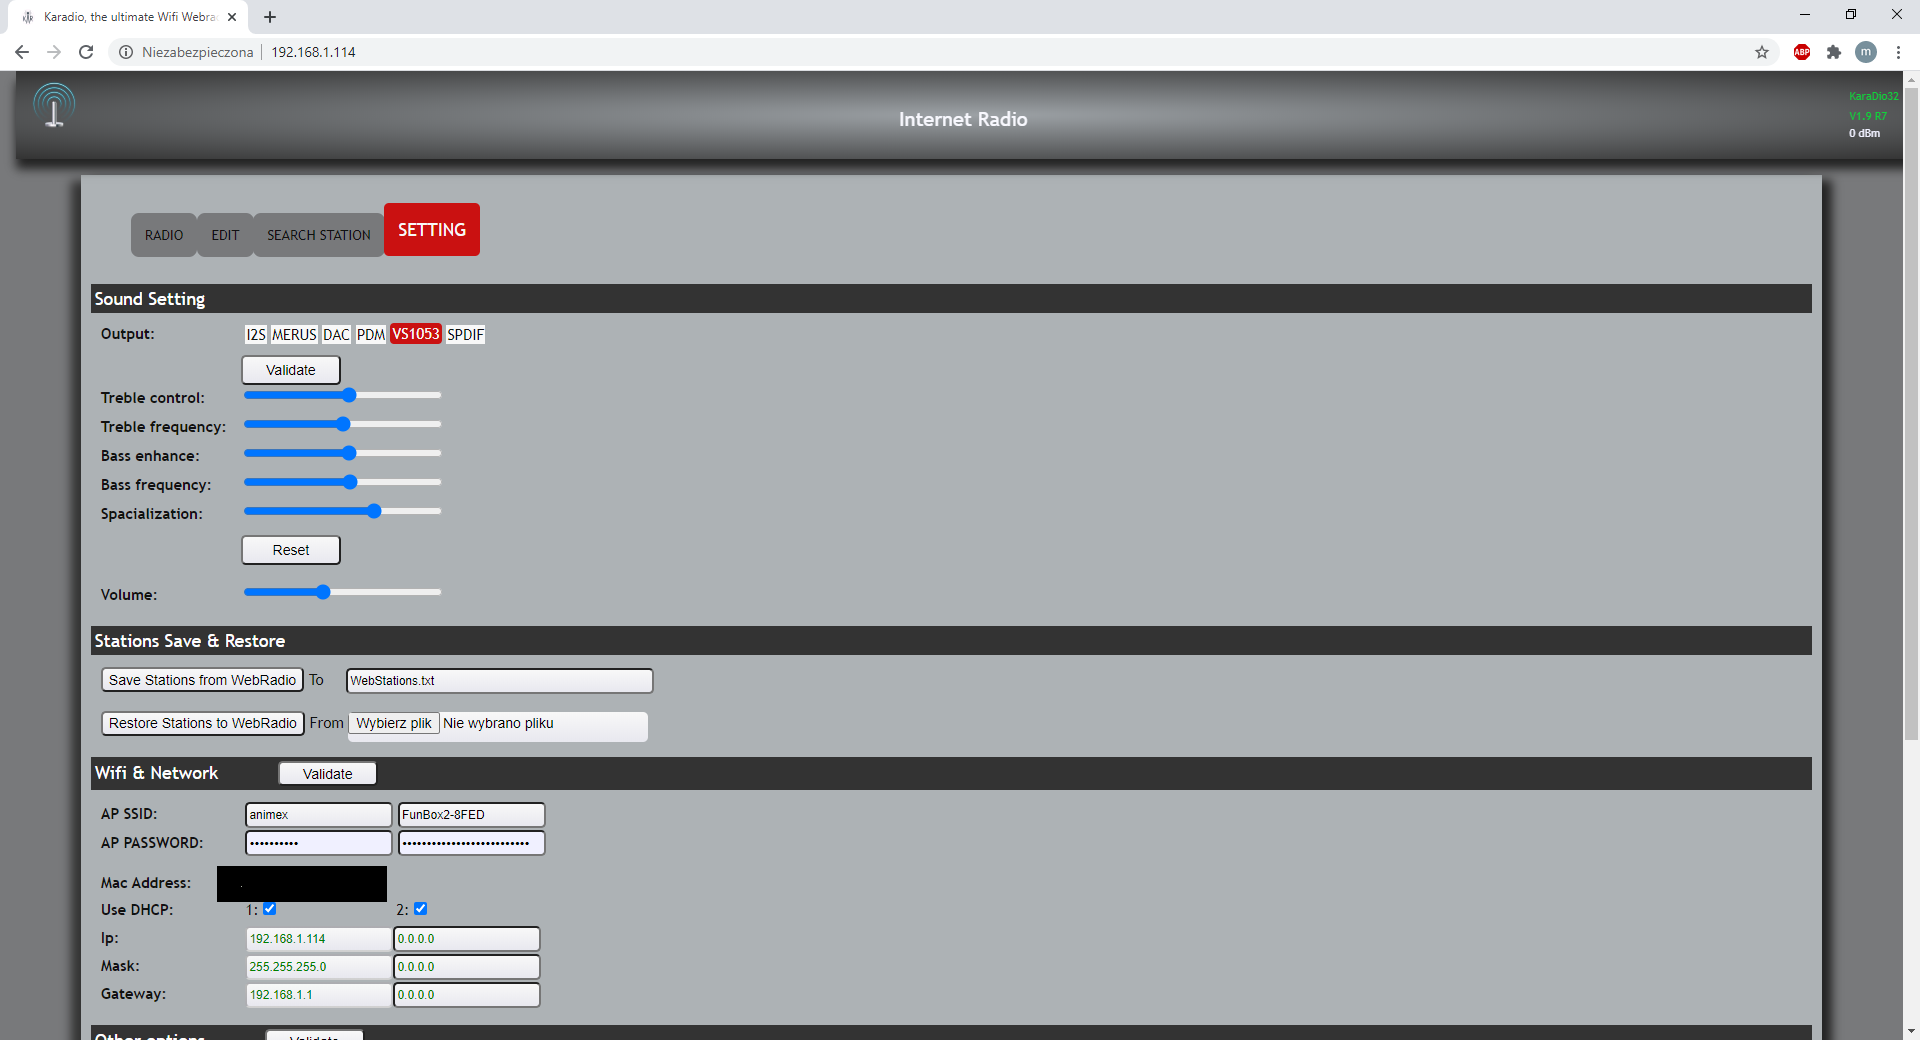 Karadio, the ultimate Wifi Webra
Niezabezpieczona 192.168.1.114
ABP
m
Internet Radio
KaraDio32
V1.9 R7
0 dBm
RADIO EDIT SEARCH STATION SETTING
Sound Setting
Output: I2S MERUS DAC PDM VS1053 SPDIF
Validate
Treble control:
Treble frequency:
Bass enhance:
Bass frequency:
Spacialization:
Reset
Volume:
Stations Save & Restore
Save Stations from WebRadio To WebStations.txt
Restore Stations to WebRadio From Wybierz plik Nie wybrano pliku
Wifi & Network Validate
AP SSID: animex FunBox2-8FED
AP PASSWORD: •••••••••• ••••••••••••••••••••••••••
Mac Address:
Use DHCP: 1: 2:
Ip: 192.168.1.114 0.0.0.0
Mask: 255.255.255.0 0.0.0.0
Gateway: 192.168.1.1 0.0.0.0
Other options Validate